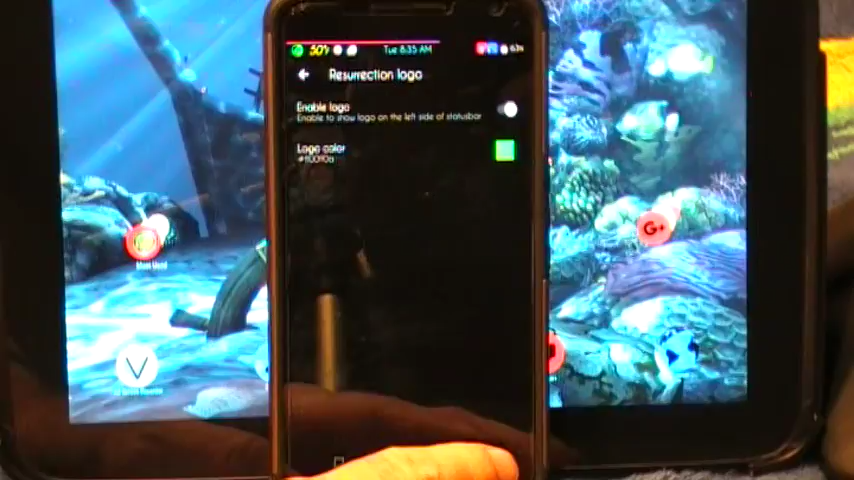 50°F Tue 8:35 AM 63%
Resurrection logo
Enable logo
Enable to show logo on the left side of statusbar
Logo color
G+
V